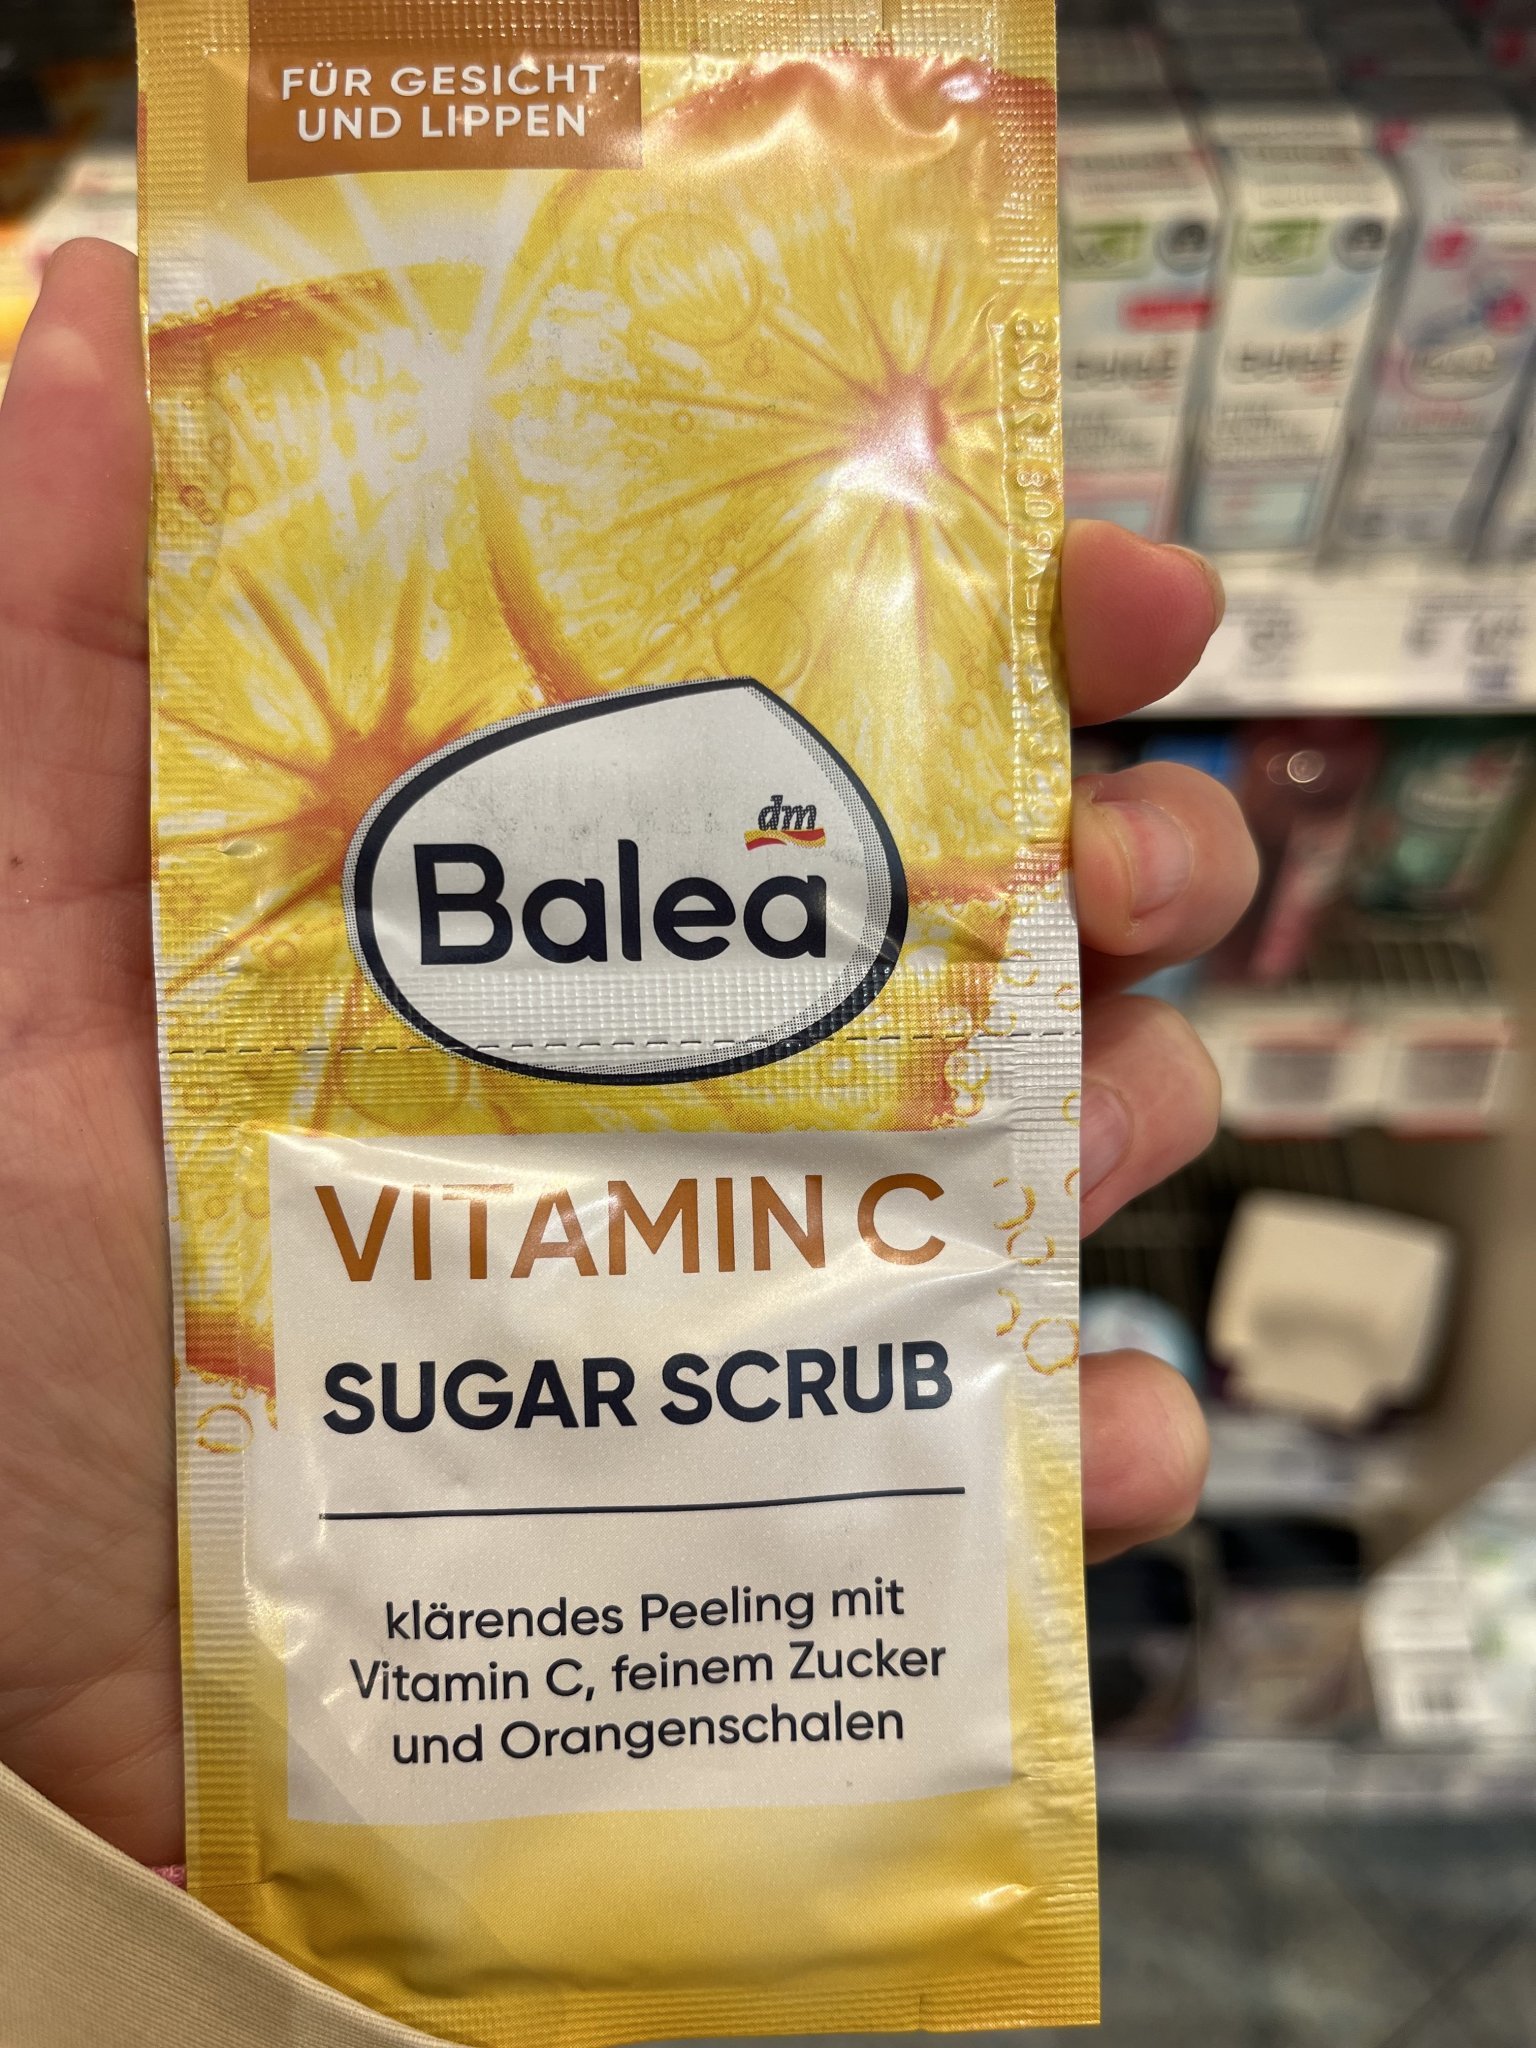 FÜR GESICHT
UND LIPPEN
dm
Balea
VITAMIN C
SUGAR SCRUB
klärendes Peeling mit
Vitamin C, feinem Zucker
und Orangenschalen